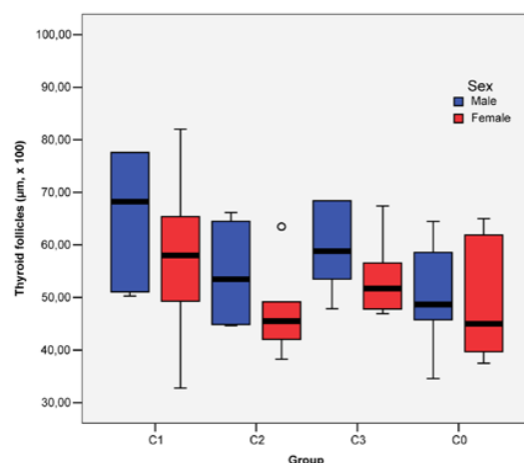 100,00
90,00
80,00
70,00
60,00
50,00
40,00
30,00
Thyroid follicles (µm, x 100)
Sex
Male
Female
C1 C2 C3 C0
Group